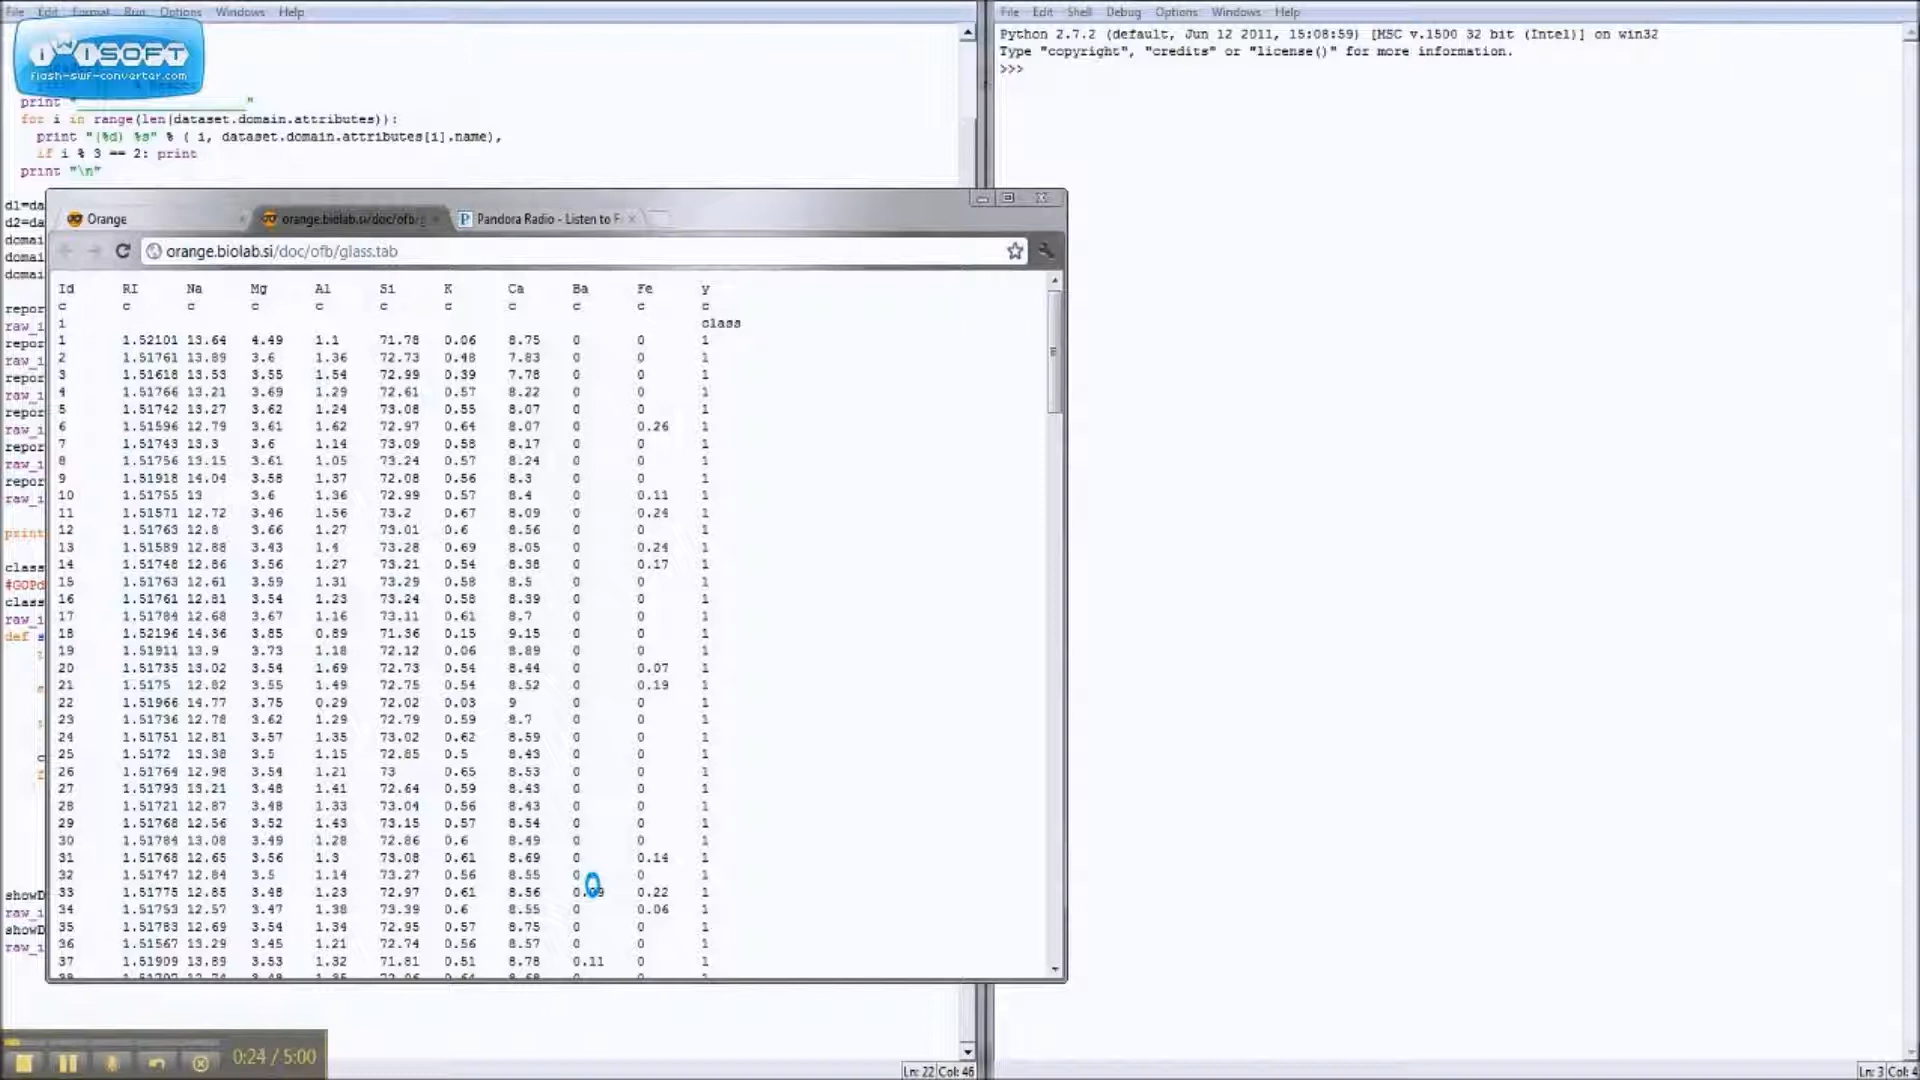 File Edit Format Run Options Windows Help
iWiSOFT
flash-swf-converter.com
print "_________________________"
for i in range(len(dataset.domain.attributes)):
print "(%d) %s" % ( i, dataset.domain.attributes[i].name),
if i % 3 == 2: print
print "\n"
d1=da
d2=da
domai
domai
domai
repor
raw_i
repor
raw_i
repor
raw_i
repor
raw_i
repor
raw_i
repor
raw_i
print
class
#GOPd
class
raw_i
def s
showD
raw_i
showD
raw_i
Orange
orange.biolab.si/doc/ofb/g
Pandora Radio - Listen to F
orange.biolab.si/doc/ofb/glass.tab
Id RI Na Mg Al Si K Ca Ba Fe y
c c c c c c c c c c c
i class
1 1.52101 13.64 4.49 1.1 71.78 0.06 8.75 0 0 1
2 1.51761 13.89 3.6 1.36 72.73 0.48 7.83 0 0 1
3 1.51618 13.53 3.55 1.54 72.99 0.39 7.78 0 0 1
4 1.51766 13.21 3.69 1.29 72.61 0.57 8.22 0 0 1
5 1.51742 13.27 3.62 1.24 73.08 0.55 8.07 0 0 1
6 1.51596 12.79 3.61 1.62 72.97 0.64 8.07 0 0.26 1
7 1.51743 13.3 3.6 1.14 73.09 0.58 8.17 0 0 1
8 1.51756 13.15 3.61 1.05 73.24 0.57 8.24 0 0 1
9 1.51918 14.04 3.58 1.37 72.08 0.56 8.3 0 0 1
10 1.51755 13 3.6 1.36 72.99 0.57 8.4 0 0.11 1
11 1.51571 12.72 3.46 1.56 73.2 0.67 8.09 0 0.24 1
12 1.51763 12.8 3.66 1.27 73.01 0.6 8.56 0 0 1
13 1.51589 12.88 3.43 1.4 73.28 0.69 8.05 0 0.24 1
14 1.51748 12.86 3.56 1.27 73.21 0.54 8.38 0 0.17 1
15 1.51763 12.61 3.59 1.31 73.29 0.58 8.5 0 0 1
16 1.51761 12.81 3.54 1.23 73.24 0.58 8.39 0 0 1
17 1.51784 12.68 3.67 1.16 73.11 0.61 8.7 0 0 1
18 1.52196 14.36 3.85 0.89 71.36 0.15 9.15 0 0 1
19 1.51911 13.9 3.73 1.18 72.12 0.06 8.89 0 0 1
20 1.51735 13.02 3.54 1.69 72.73 0.54 8.44 0 0.07 1
21 1.5175 12.82 3.55 1.49 72.75 0.54 8.52 0 0.19 1
22 1.51966 14.77 3.75 0.29 72.02 0.03 9 0 0 1
23 1.51736 12.78 3.62 1.29 72.79 0.59 8.7 0 0 1
24 1.51751 12.81 3.57 1.35 73.02 0.62 8.59 0 0 1
25 1.5172 13.38 3.5 1.15 72.85 0.5 8.43 0 0 1
26 1.51764 12.98 3.54 1.21 73 0.65 8.53 0 0 1
27 1.51793 13.21 3.48 1.41 72.64 0.59 8.43 0 0 1
28 1.51721 12.87 3.48 1.33 73.04 0.56 8.43 0 0 1
29 1.51768 12.56 3.52 1.43 73.15 0.57 8.54 0 0 1
30 1.51784 13.08 3.49 1.28 72.86 0.6 8.49 0 0 1
31 1.51768 12.65 3.56 1.3 73.08 0.61 8.69 0 0.14 1
32 1.51747 12.84 3.5 1.14 73.27 0.56 8.55 0 0 1
33 1.51775 12.85 3.48 1.23 72.97 0.61 8.56 0.09 0.22 1
34 1.51753 12.57 3.47 1.38 73.39 0.6 8.55 0 0.06 1
35 1.51783 12.69 3.54 1.34 72.95 0.57 8.75 0 0 1
36 1.51567 13.29 3.45 1.21 72.74 0.56 8.57 0 0 1
37 1.51909 13.89 3.53 1.32 71.81 0.51 8.78 0.11 0 1
0:24 / 5:00
Ln: 22 Col: 46
File Edit Shell Debug Options Windows Help
Python 2.7.2 (default, Jun 12 2011, 15:08:59) [MSC v.1500 32 bit (Intel)] on win32
Type "copyright", "credits" or "license()" for more information.
>>>
Ln: 3 Col: 4